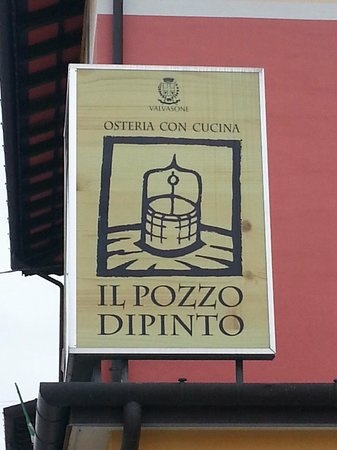 VALVASONE
OSTERIA CON CUCINA
IL POZZO
DIPINTO